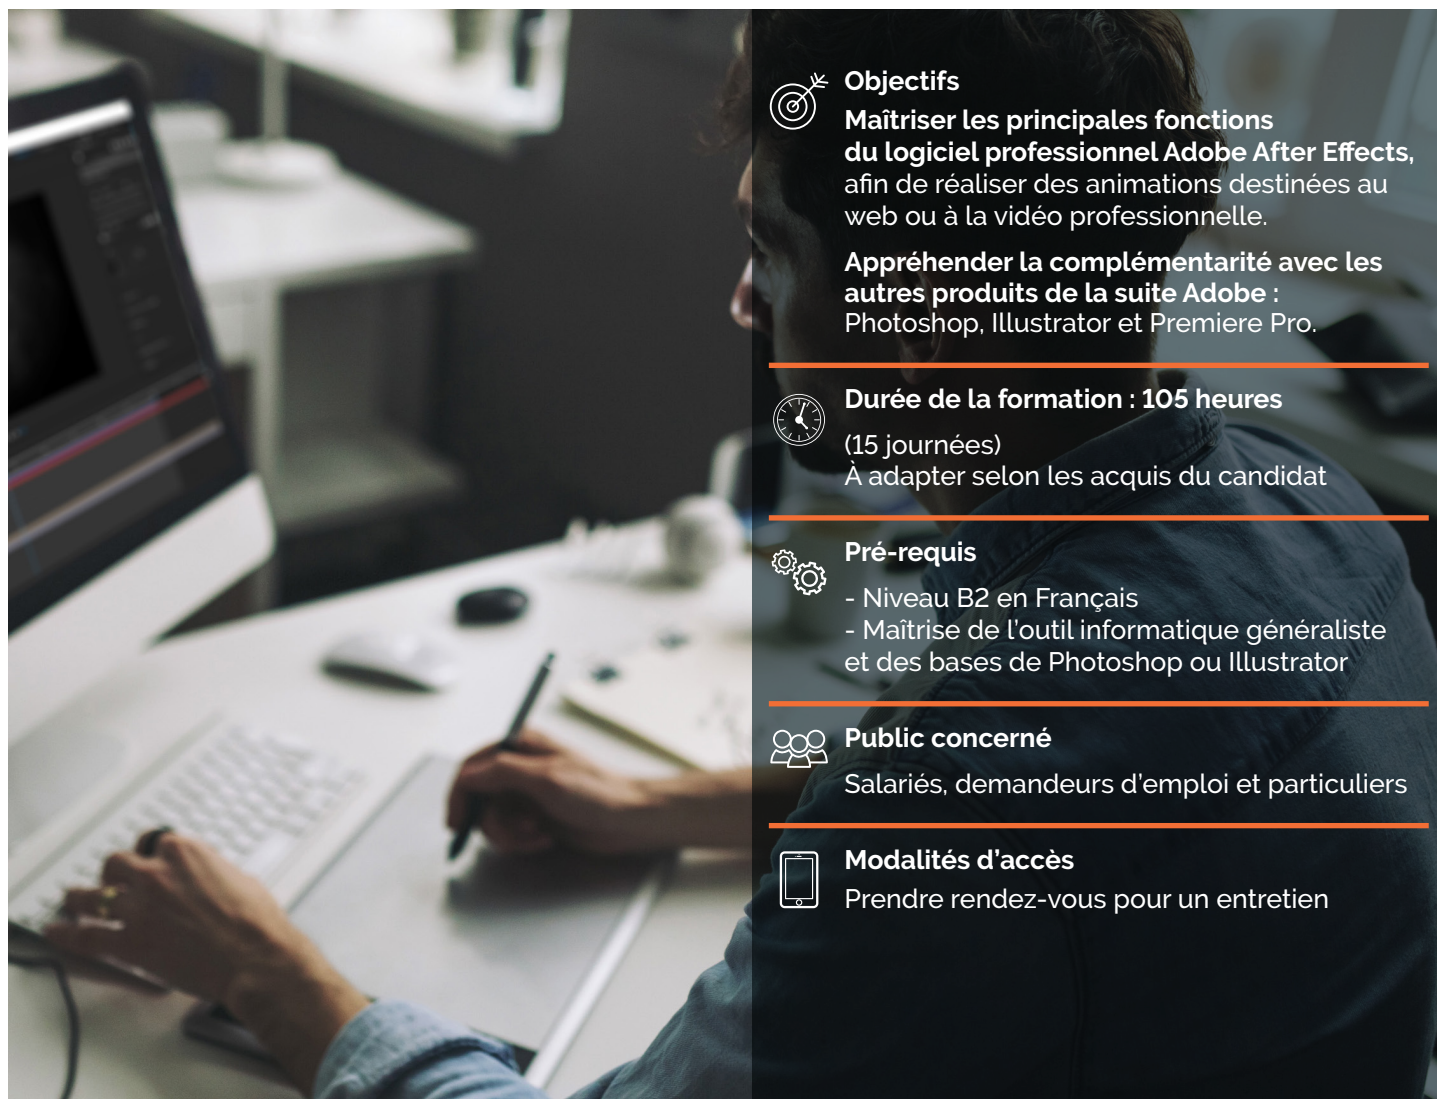 Objectifs
Maîtriser les principales fonctions
du logiciel professionnel Adobe After Effects,
afin de réaliser des animations destinées au
web ou à la vidéo professionnelle.
Appréhender la complémentarité avec les
autres produits de la suite Adobe :
Photoshop, Illustrator et Premiere Pro.
Durée de la formation : 105 heures
(15 journées)
À adapter selon les acquis du candidat
Pré-requis
- Niveau B2 en Français
- Maîtrise de l’outil informatique généraliste
et des bases de Photoshop ou Illustrator
Public concerné
Salariés, demandeurs d’emploi et particuliers
Modalités d’accès
Prendre rendez-vous pour un entretien